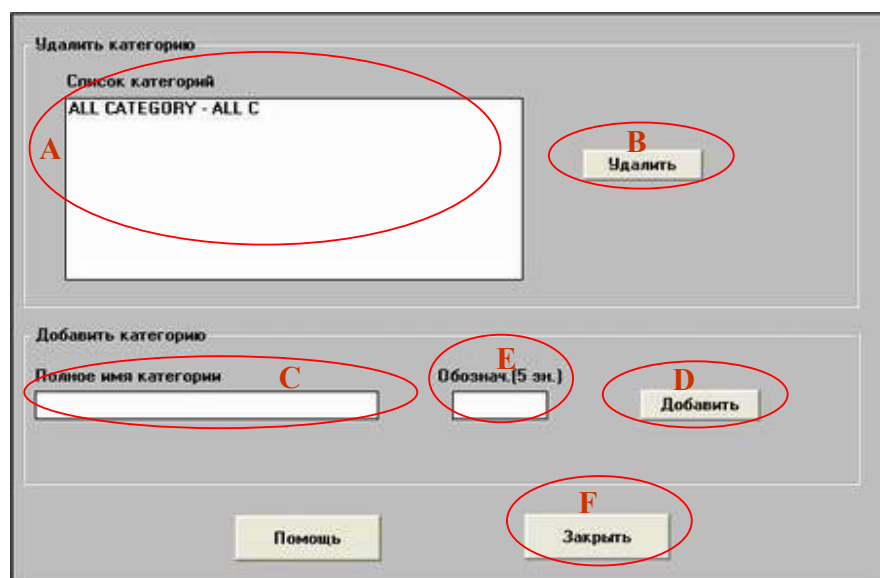 Удалить категорию
Список категорий
ALL CATEGORY - ALL C
A
B
Удалить
Добавить категорию
Полное имя категории
C
E
Обознач.(5 зн.)
D
Добавить
F
Помощь
Закрыть